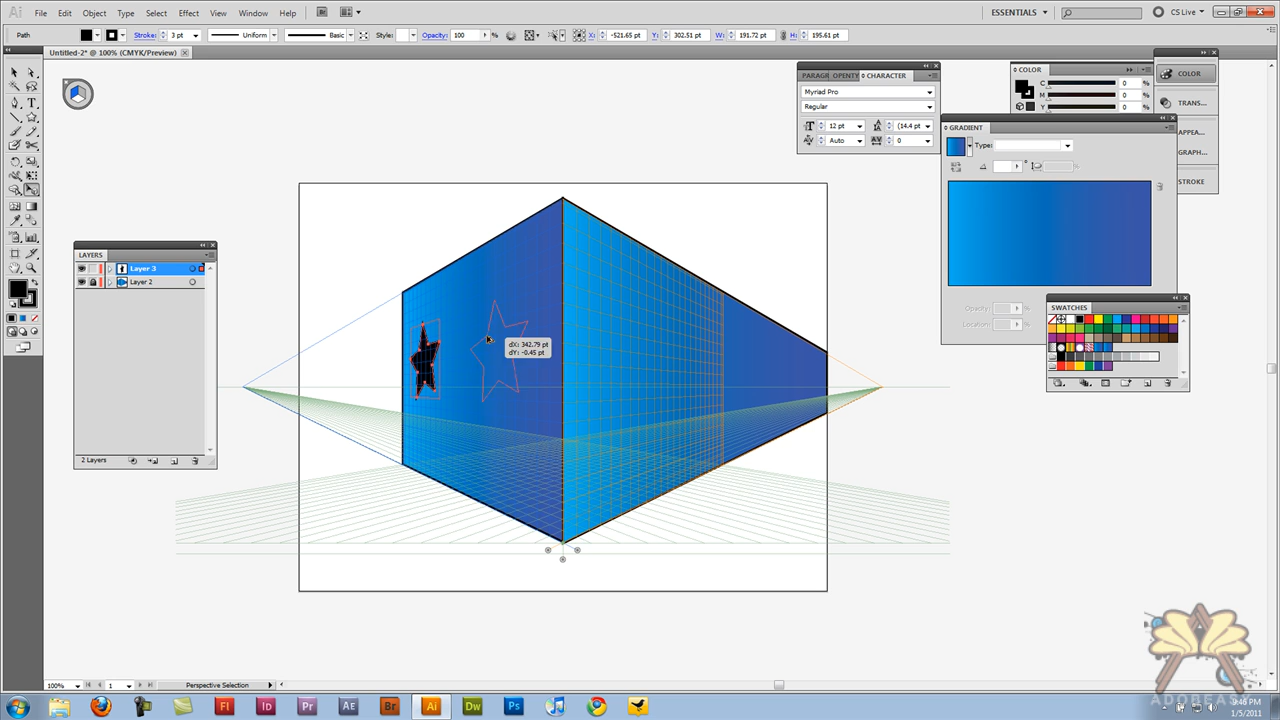 Ai File Edit Object Type Select Effect View Window Help ESSENTIALS CS Live
Path Stroke: 3 pt Uniform Basic Style: Opacity: 100 % X: -521.65 pt Y: 302.51 pt W: 191.72 pt H: 195.61 pt
Untitled-2* @ 100% (CMYK/Preview)
PARAGR OPENTY CHARACTER
Myriad Pro
Regular
12 pt (14.4 pt
Auto 0
COLOR
C 0 %
M 0
Y 0
COLOR
TRANS...
APPEA...
GRAPH...
STROKE
GRADIENT
Type:
Opacity: %
Location: %
SWATCHES
LAYERS
Layer 3
Layer 2
2 Layers
dX: 342.79 pt
dY: -0.45 pt
100% 1 Perspective Selection
Fl Id Pr Ae Br Ai Dw Ps
9:46 PM
1/5/2011